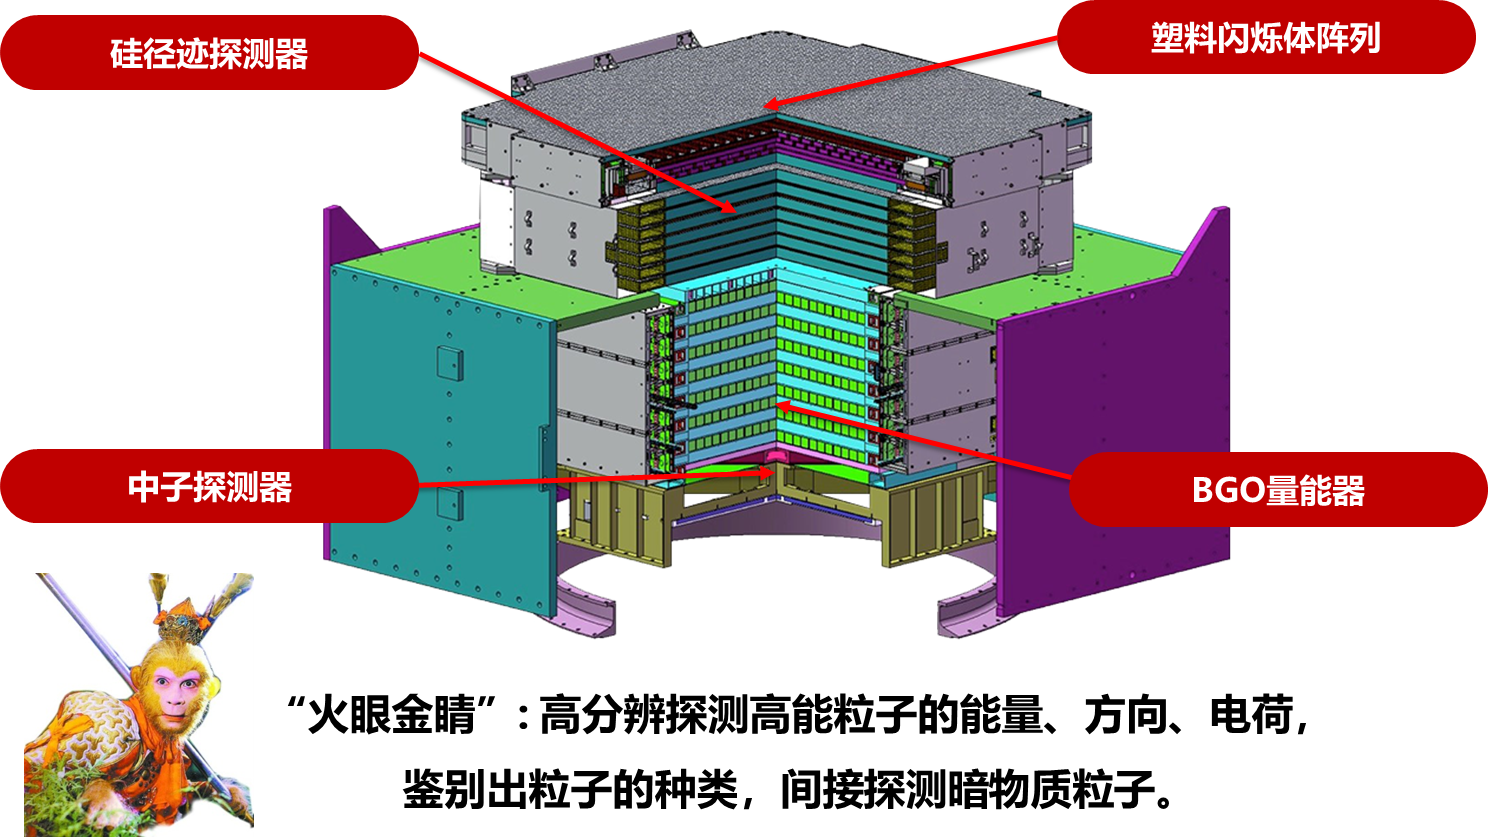 硅径迹探测器
塑料闪烁体阵列
中子探测器
BGO量能器
“火眼金睛”:高分辨探测高能粒子的能量、方向、电荷,
鉴别出粒子的种类，间接探测暗物质粒子。